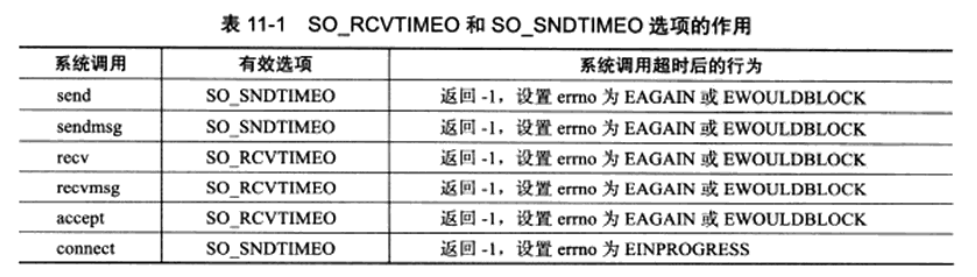 表 11-1 SO_RCVTIMEO 和 SO_SNDTIMEO 选项的作用
系统调用 有效选项 系统调用超时后的行为
send SO_SNDTIMEO 返回 -1，设置 errno 为 EAGAIN 或 EWOULDBLOCK
sendmsg SO_SNDTIMEO 返回 -1，设置 errno 为 EAGAIN 或 EWOULDBLOCK
recv SO_RCVTIMEO 返回 -1，设置 errno 为 EAGAIN 或 EWOULDBLOCK
recvmsg SO_RCVTIMEO 返回 -1，设置 errno 为 EAGAIN 或 EWOULDBLOCK
accept SO_RCVTIMEO 返回 -1，设置 errno 为 EAGAIN 或 EWOULDBLOCK
connect SO_SNDTIMEO 返回 -1，设置 errno 为 EINPROGRESS